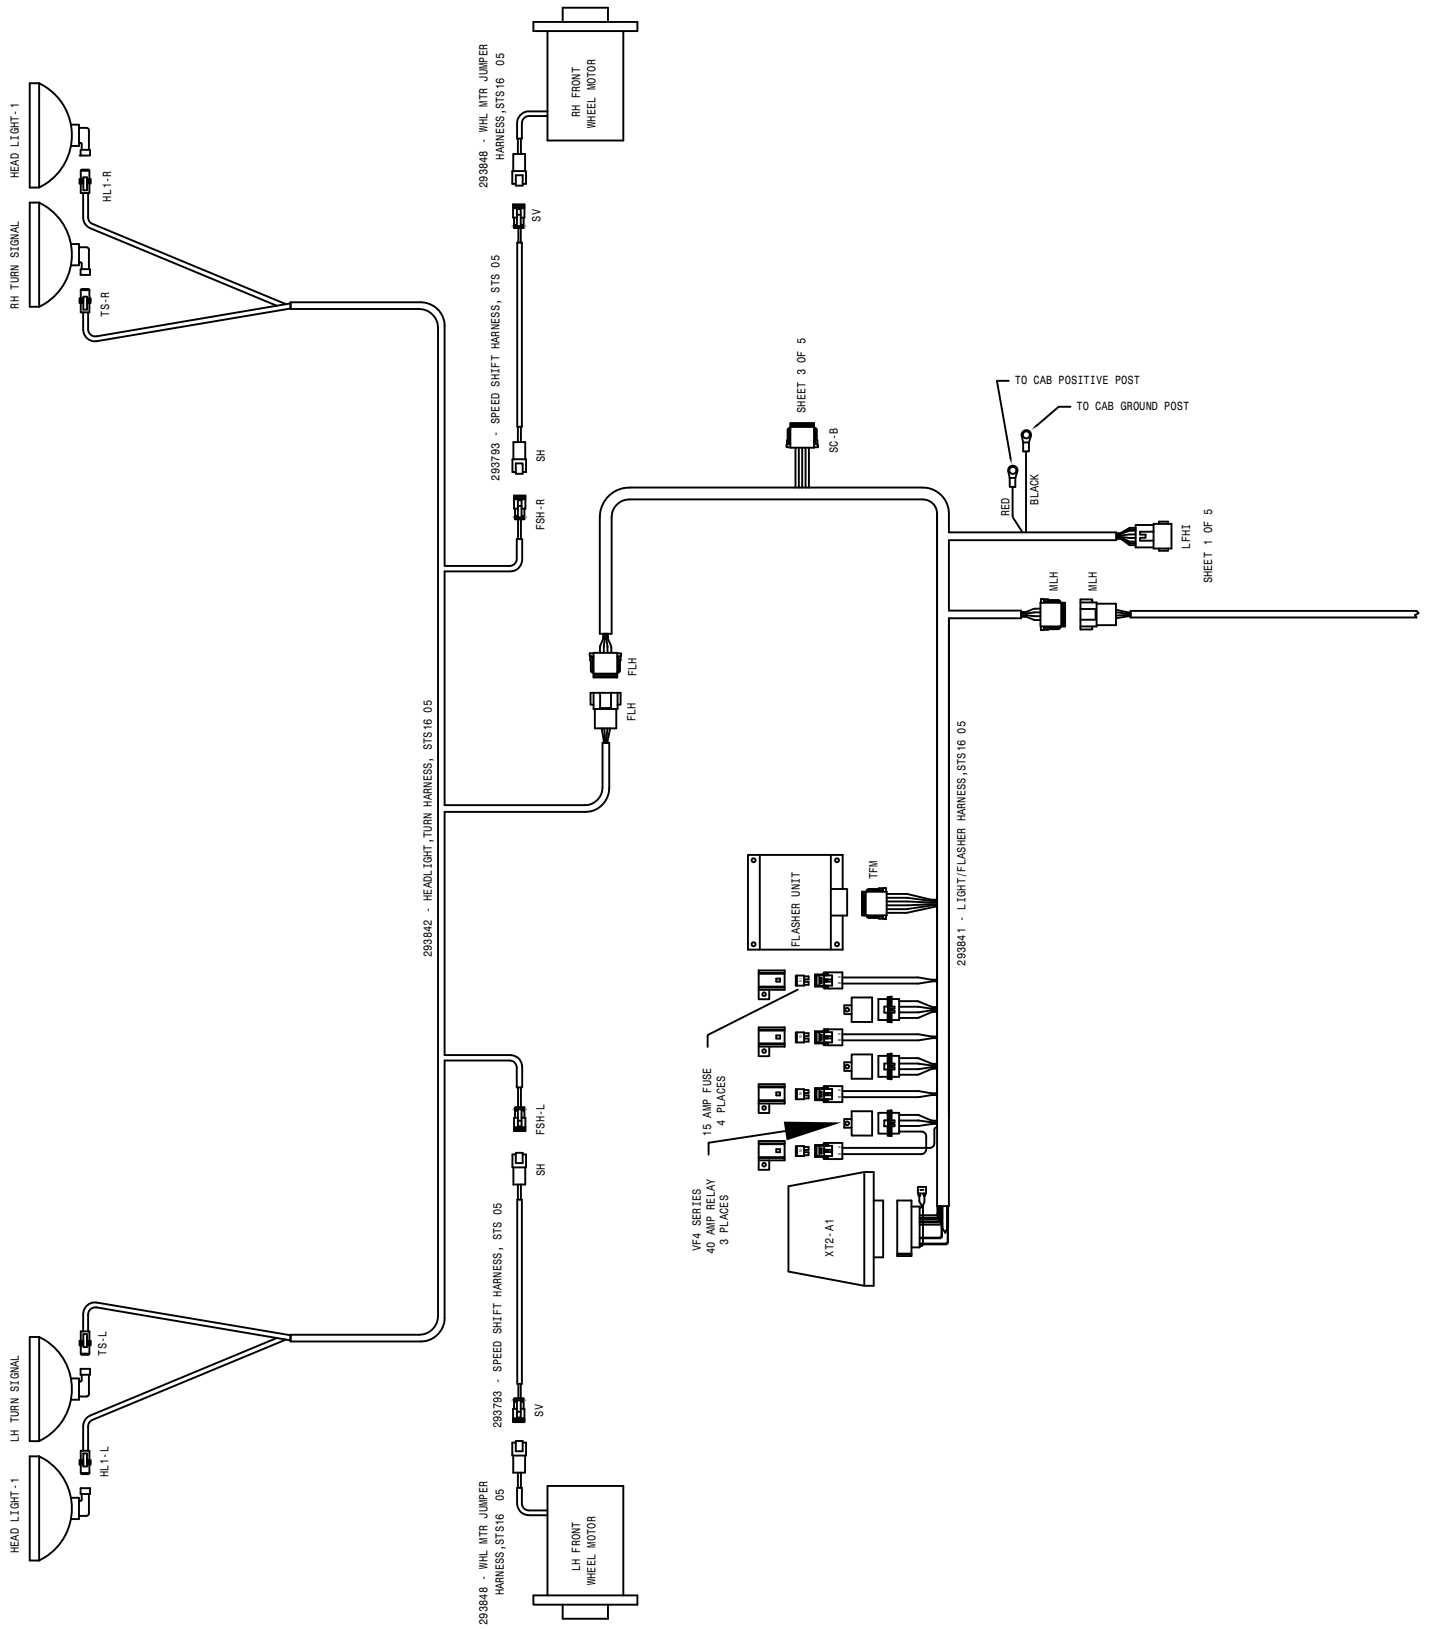 HEAD LIGHT-1
HL1-R
RH TURN SIGNAL
TS-R
293848 - WHL MTR JUMPER
HARNESS,STS16 05
RH FRONT
WHEEL MOTOR
SV
293793 - SPEED SHIFT HARNESS, STS 05
SH
FSH-R
SHEET 3 OF 5
SC-B
TO CAB POSITIVE POST
TO CAB GROUND POST
RED
BLACK
LFHI
SHEET 1 OF 5
MLH
MLH
FLH
FLH
293842 - HEADLIGHT,TURN HARNESS, STS16 05
293841 - LIGHT/FLASHER HARNESS,STS16 05
FLASHER UNIT
TFM
15 AMP FUSE
4 PLACES
VF4 SERIES
40 AMP RELAY
3 PLACES
XT2-A1
FSH-L
SH
293793 - SPEED SHIFT HARNESS, STS 05
SV
293848 - WHL MTR JUMPER
HARNESS,STS16 05
LH FRONT
WHEEL MOTOR
TS-L
LH TURN SIGNAL
HL1-L
HEAD LIGHT-1